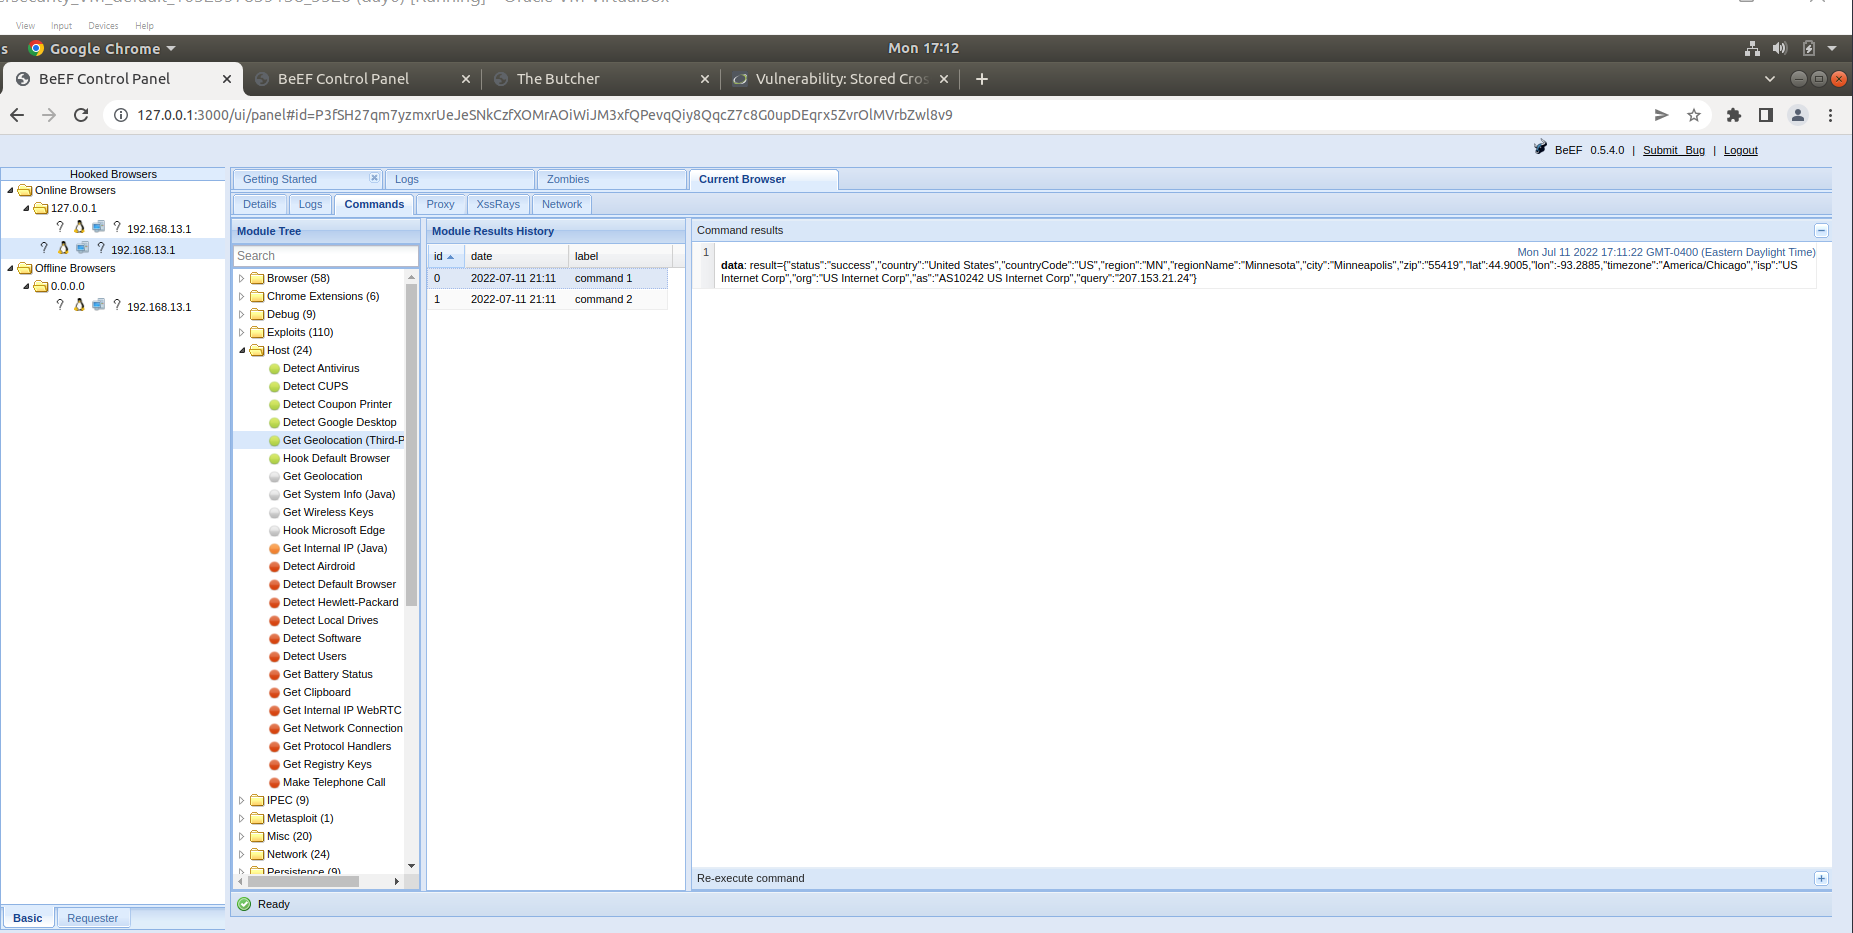 View Input Devices Help
s Google Chrome Mon 17:12
BeEF Control Panel BeEF Control Panel The Butcher Vulnerability: Stored Cros
127.0.0.1:3000/ui/panel#id=P3fSH27qm7yzmxrUeJeSNkCzfXOMrAOiWiJM3xfQPevqQiy8QqcZ7c8G0upDEqrx5ZvrOlMVrbZwl8v9
BeEF 0.5.4.0 | Submit Bug | Logout
Hooked Browsers
Online Browsers
127.0.0.1
? ? 192.168.13.1
? ? 192.168.13.1
Offline Browsers
0.0.0.0
? ? 192.168.13.1
Basic Requester
Getting Started Logs Zombies Current Browser
Details Logs Commands Proxy XssRays Network
Module Tree
Search
Browser (58)
Chrome Extensions (6)
Debug (9)
Exploits (110)
Host (24)
Detect Antivirus
Detect CUPS
Detect Coupon Printer
Detect Google Desktop
Get Geolocation (Third-P
Hook Default Browser
Get Geolocation
Get System Info (Java)
Get Wireless Keys
Hook Microsoft Edge
Get Internal IP (Java)
Detect Airdroid
Detect Default Browser
Detect Hewlett-Packard
Detect Local Drives
Detect Software
Detect Users
Get Battery Status
Get Clipboard
Get Internal IP WebRTC
Get Network Connection
Get Protocol Handlers
Get Registry Keys
Make Telephone Call
IPEC (9)
Metasploit (1)
Misc (20)
Network (24)
Persistence (9)
Module Results History
id date label
0 2022-07-11 21:11 command 1
1 2022-07-11 21:11 command 2
Command results
1 Mon Jul 11 2022 17:11:22 GMT-0400 (Eastern Daylight Time)
data: result={"status":"success","country":"United States","countryCode":"US","region":"MN","regionName":"Minnesota","city":"Minneapolis","zip":"55419","lat":44.9005,"lon":-93.2885,"timezone":"America/Chicago","isp":"US
Internet Corp","org":"US Internet Corp","as":"AS10242 US Internet Corp","query":"207.153.21.24"}
Re-execute command
Ready